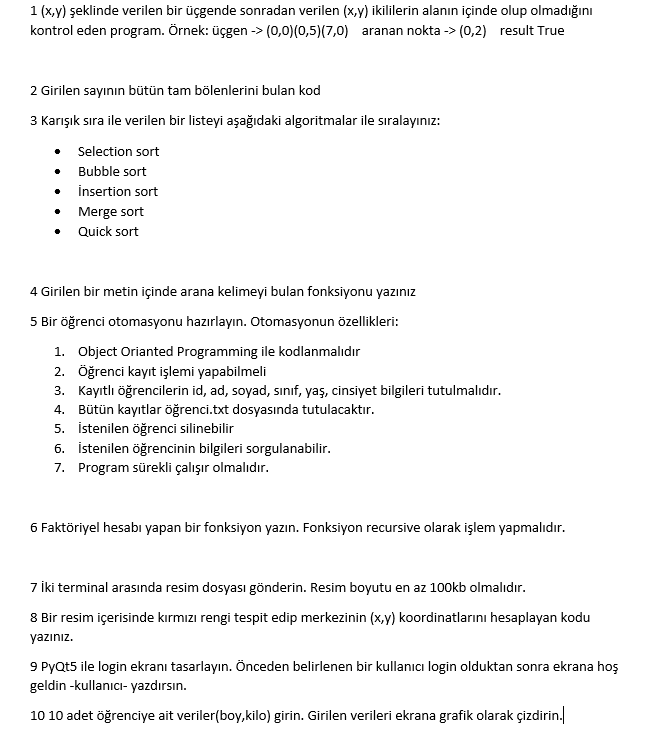 1 (x,y) şeklinde verilen bir üçgende sonradan verilen (x,y) ikililerin alanın içinde olup olmadığını
kontrol eden program. Örnek: üçgen -> (0,0)(0,5)(7,0) aranan nokta -> (0,2) result True
2 Girilen sayının bütün tam bölenlerini bulan kod
3 Karışık sıra ile verilen bir listeyi aşağıdaki algoritmalar ile sıralayınız:
• Selection sort
• Bubble sort
• İnsertion sort
• Merge sort
• Quick sort
4 Girilen bir metin içinde arana kelimeyi bulan fonksiyonu yazınız
5 Bir öğrenci otomasyonu hazırlayın. Otomasyonun özellikleri:
1. Object Orianted Programming ile kodlanmalıdır
2. Öğrenci kayıt işlemi yapabilmeli
3. Kayıtlı öğrencilerin id, ad, soyad, sınıf, yaş, cinsiyet bilgileri tutulmalıdır.
4. Bütün kayıtlar öğrenci.txt dosyasında tutulacaktır.
5. İstenilen öğrenci silinebilir
6. İstenilen öğrencinin bilgileri sorgulanabilir.
7. Program sürekli çalışır olmalıdır.
6 Faktöriyel hesabı yapan bir fonksiyon yazın. Fonksiyon recursive olarak işlem yapmalıdır.
7 İki terminal arasında resim dosyası gönderin. Resim boyutu en az 100kb olmalıdır.
8 Bir resim içerisinde kırmızı rengi tespit edip merkezinin (x,y) koordinatlarını hesaplayan kodu
yazınız.
9 PyQt5 ile login ekranı tasarlayın. Önceden belirlenen bir kullanıcı login olduktan sonra ekrana hoş
geldin -kullanıcı- yazdırsın.
10 10 adet öğrenciye ait veriler(boy,kilo) girin. Girilen verileri ekrana grafik olarak çizdirin.